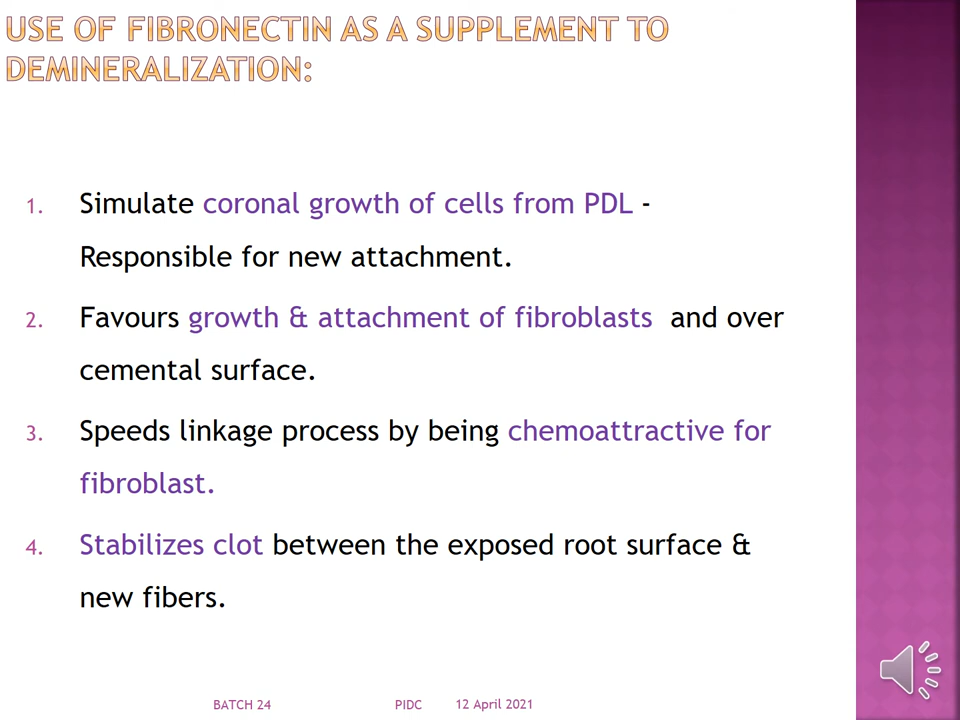 USE OF FIBRONECTIN AS A SUPPLEMENT TO
DEMINERALIZATION:
1. Simulate coronal growth of cells from PDL -
Responsible for new attachment.
2. Favours growth & attachment of fibroblasts and over
cemental surface.
3. Speeds linkage process by being chemoattractive for
fibroblast.
4. Stabilizes clot between the exposed root surface &
new fibers.
BATCH 24 PIDC 12 April 2021